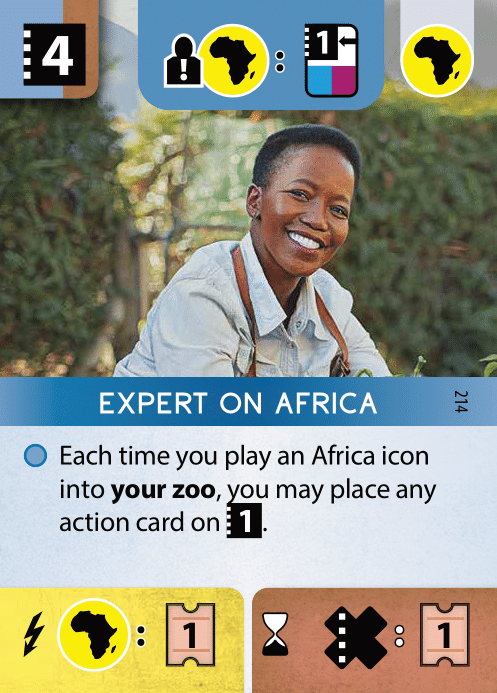 4
1
EXPERT ON AFRICA
214
Each time you play an Africa icon
into your zoo, you may place any
action card on 1.
: 1
: 1